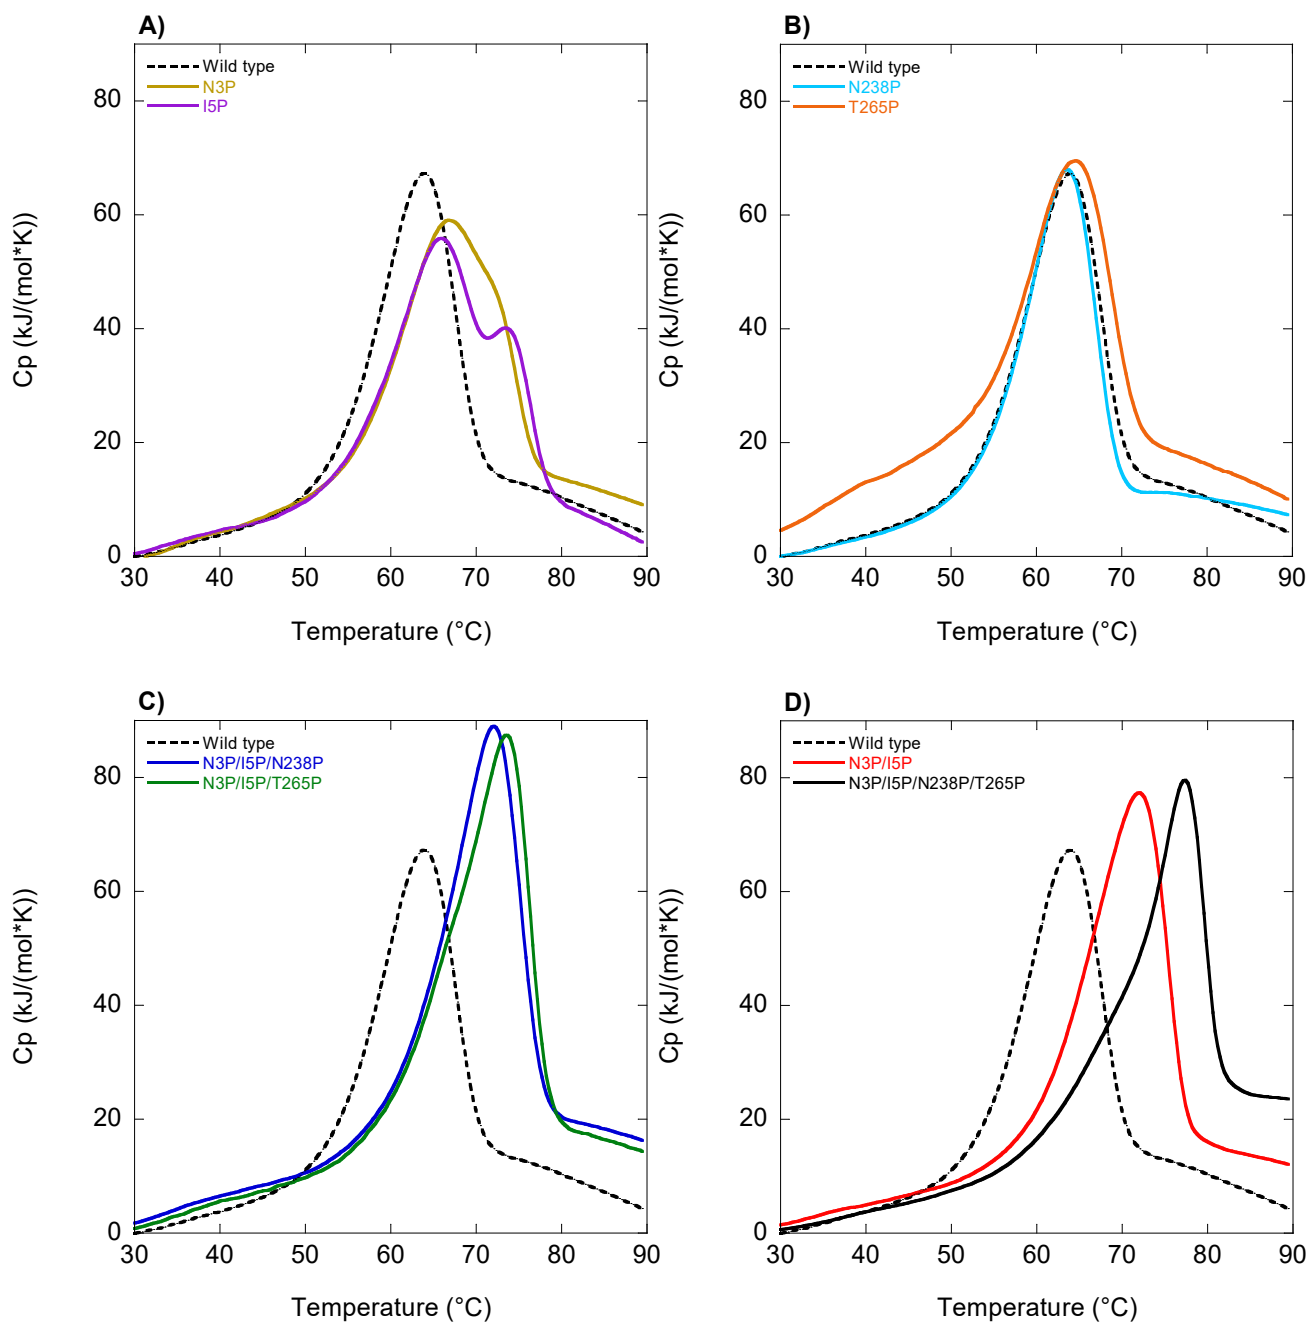 A)
Wild type
N3P
I5P
80
60
40
20
0
30 40 50 60 70 80 90
Cp (kJ/(mol*K))
Temperature (°C)
B)
Wild type
N238P
T265P
80
60
40
20
0
30 40 50 60 70 80 90
Cp (kJ/(mol*K))
Temperature (°C)
C)
Wild type
N3P/I5P/N238P
N3P/I5P/T265P
80
60
40
20
0
30 40 50 60 70 80 90
Cp (kJ/(mol*K))
Temperature (°C)
D)
Wild type
N3P/I5P
N3P/I5P/N238P/T265P
80
60
40
20
0
30 40 50 60 70 80 90
Cp (kJ/(mol*K))
Temperature (°C)